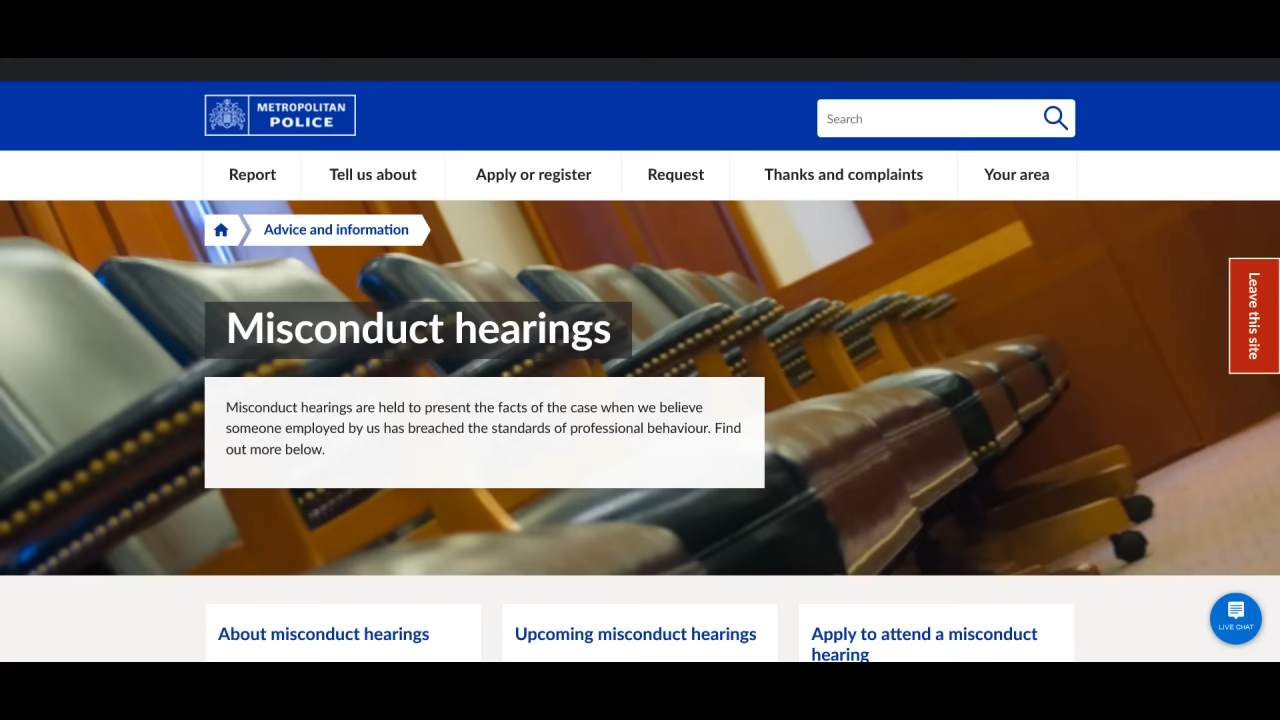 METROPOLITAN
POLICE
Search
Report
Tell us about
Apply or register
Request
Thanks and complaints
Your area
Advice and information
Leave this site
Misconduct hearings
Misconduct hearings are held to present the facts of the case when we believe
someone employed by us has breached the standards of professional behaviour. Find
out more below.
LIVE CHAT
About misconduct hearings
Upcoming misconduct hearings
Apply to attend a misconduct
hearing